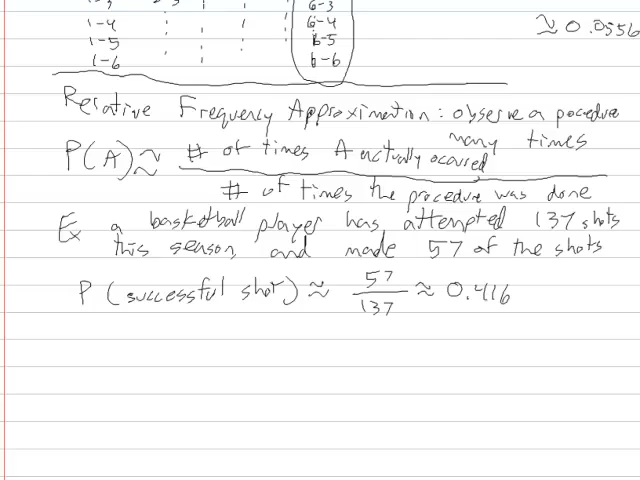 6-3
1-4 6-4
≈ 0.0556
1-5 6-5
1-6 6-6
Relative Frequency Approximation: observe a pocedure many times
P(A) ≈ # of times A actually occured
# of times the procedure was done
Ex a basketball player has attempted 137 shots
this season, and made 57 of the shots
P (successful shot) ≈ 57/137 ≈ 0.416